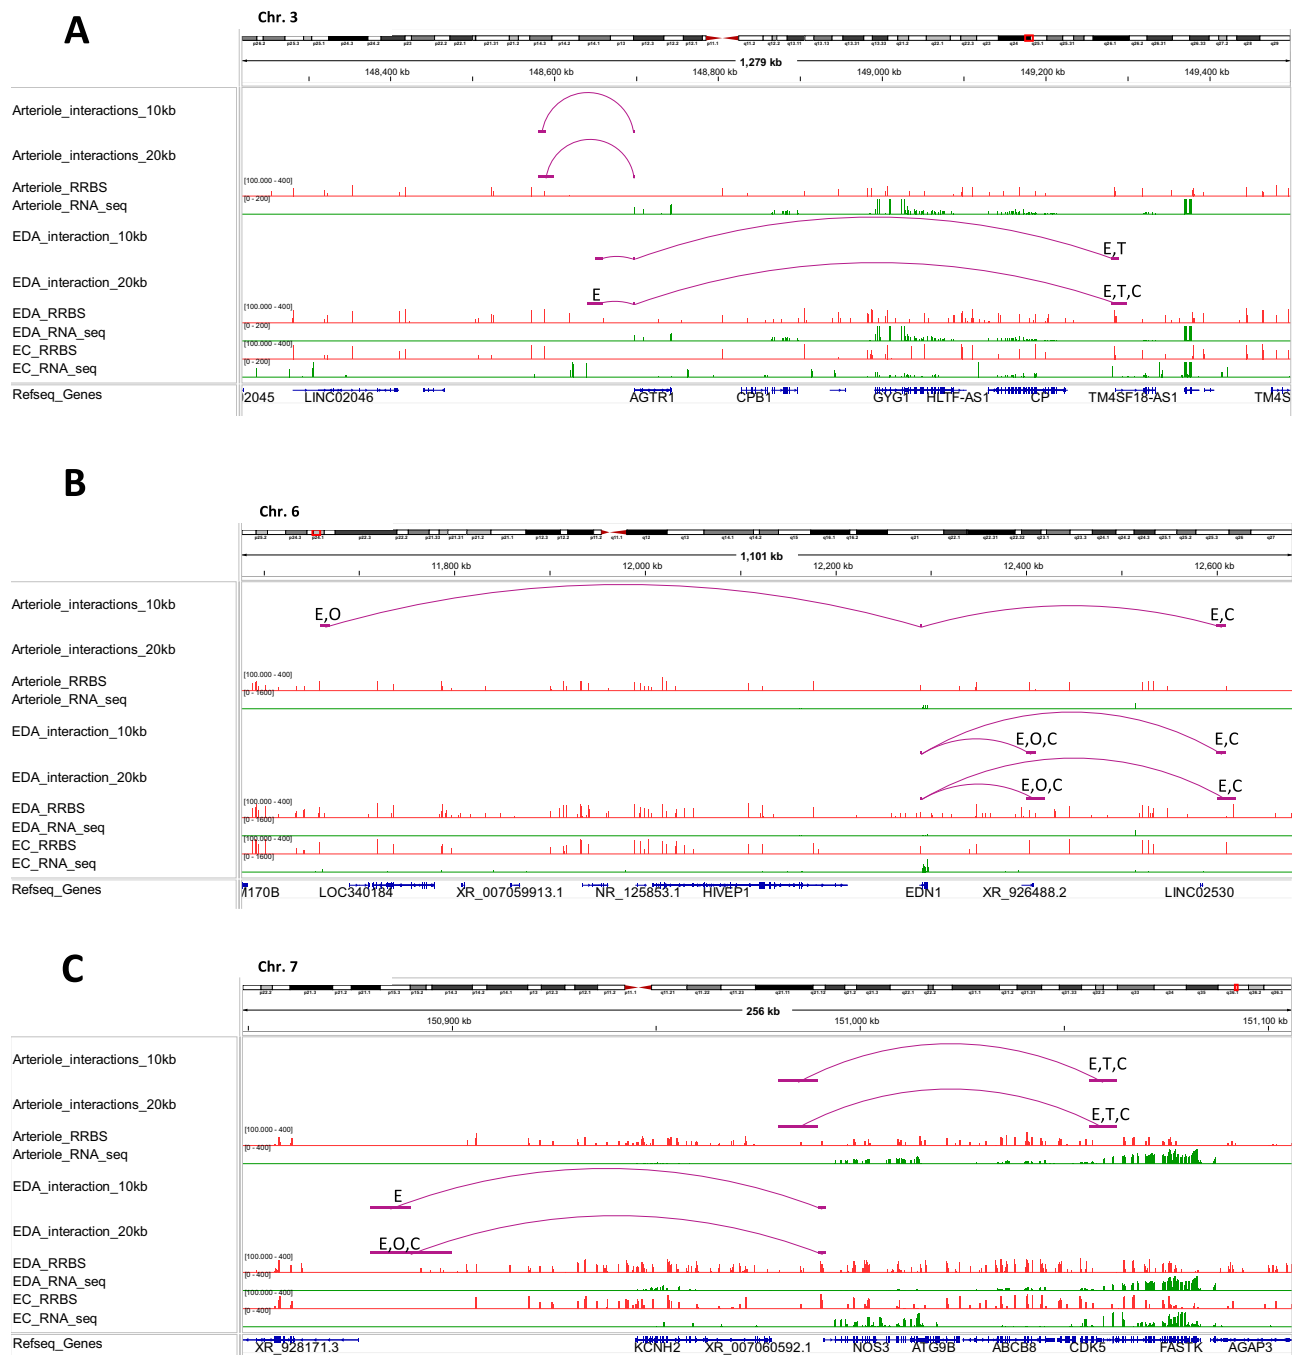 A
Chr. 3
1,279 kb
148,400 kb 148,600 kb 148,800 kb 149,000 kb 149,200 kb 149,400 kb
Arteriole_interactions_10kb
Arteriole_interactions_20kb
[100.000 - 400]
Arteriole_RRBS
[0 - 200]
Arteriole_RNA_seq
EDA_interaction_10kb
E,T
EDA_interaction_20kb
E E,T,C
[100.000 - 400]
EDA_RRBS
[0 - 200]
EDA_RNA_seq
[100.000 - 400]
EC_RRBS
[0 - 200]
EC_RNA_seq
Refseq_Genes
2045 LINC02046 AGTR1 CPB1 GYG1 HLTF-AS1 CP TM4SF18-AS1 TM4S
B
Chr. 6
1,101 kb
11,800 kb 12,000 kb 12,200 kb 12,400 kb 12,600 kb
Arteriole_interactions_10kb
E,O E,C
Arteriole_interactions_20kb
[100.000 - 400]
Arteriole_RRBS
[0 - 1600]
Arteriole_RNA_seq
EDA_interaction_10kb
E,O,C E,C
EDA_interaction_20kb
E,O,C E,C
[100.000 - 400]
EDA_RRBS
[0 - 1600]
EDA_RNA_seq
[100.000 - 400]
EC_RRBS
[0 - 1600]
EC_RNA_seq
Refseq_Genes
M170B LOC340184 XR_007059913.1 NR_125853.1 HIVEP1 EDN1 XR_926488.2 LINC02530
C
Chr. 7
256 kb
150,900 kb 151,000 kb 151,100 kb
Arteriole_interactions_10kb
E,T,C
Arteriole_interactions_20kb
E,T,C
[100.000 - 400]
Arteriole_RRBS
[0 - 400]
Arteriole_RNA_seq
EDA_interaction_10kb
E
EDA_interaction_20kb
E,O,C
[100.000 - 400]
EDA_RRBS
[0 - 400]
EDA_RNA_seq
[100.000 - 400]
EC_RRBS
[0 - 400]
EC_RNA_seq
Refseq_Genes
XR_928171.3 KCNH2 XR_007060592.1 NOS3 ATG9B ABCB8 CDK5 FASTK AGAP3